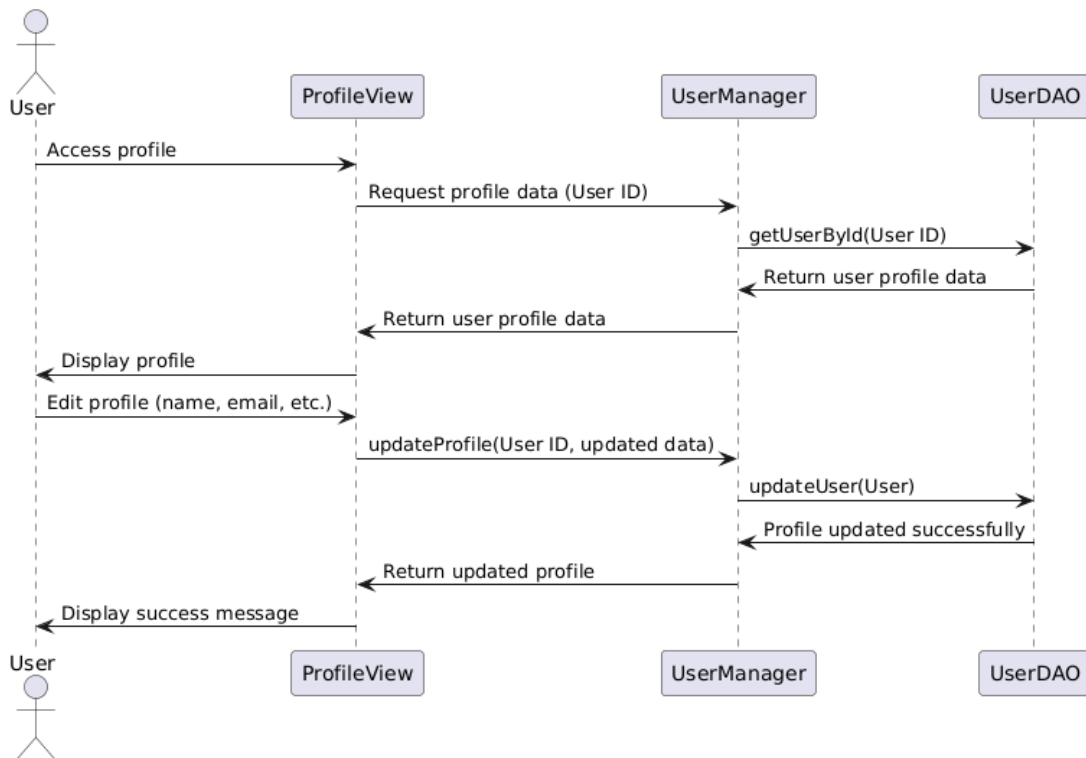 User
ProfileView
UserManager
UserDAO
Access profile
Request profile data (User ID)
getUserById(User ID)
Return user profile data
Return user profile data
Display profile
Edit profile (name, email, etc.)
updateProfile(User ID, updated data)
updateUser(User)
Profile updated successfully
Return updated profile
Display success message
User
ProfileView
UserManager
UserDAO